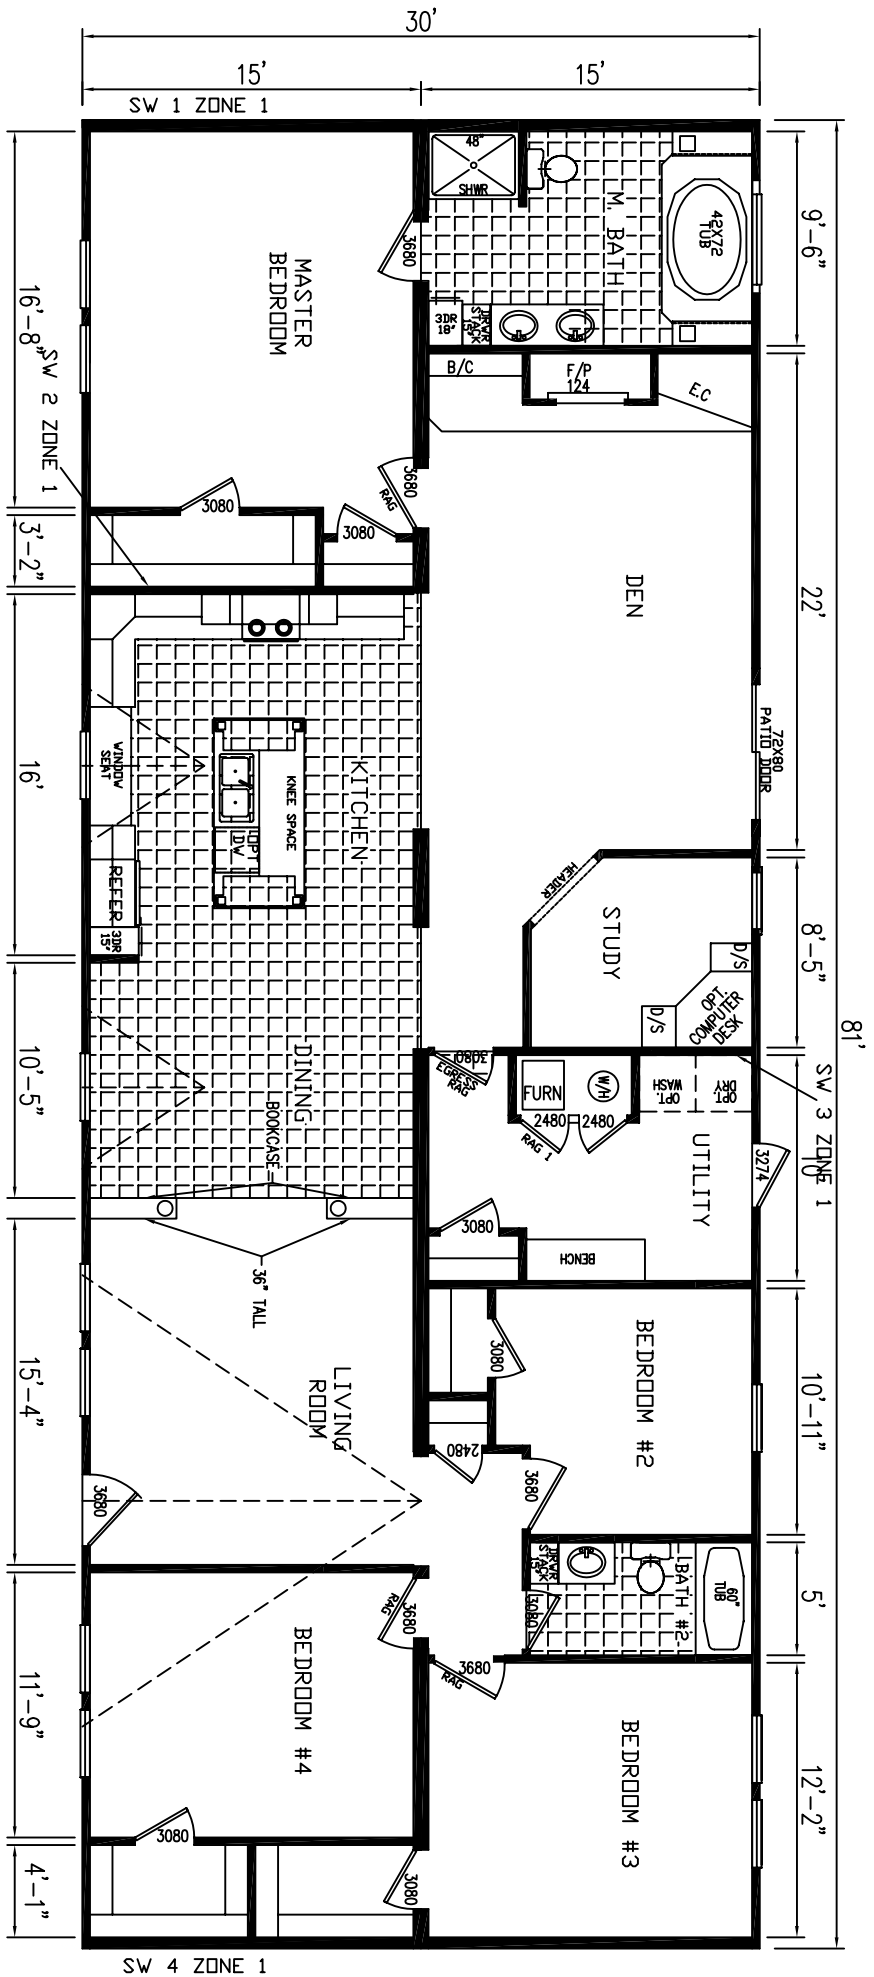 30'
15'
15'
SW 1 ZONE 1
48"
SHWR
M. BATH
42X72
TUB
9'-6"
3680
MASTER
BEDROOM
16'-8"
3DR
18"
DRWR
STACK
15"
B/C
F/P
124
E.C
SW 2 ZONE 1
3680
RAG
3080
3080
3'-2"
DEN
22'
72X80
PATIO DOOR
16'
WINDOW
SEAT
KITCHEN
KNEE SPACE
OPT
DW
REFER
3DR
15"
HEADER
STUDY
D/S
OPT.
COMPUTER
DESK
D/S
8'-5"
81'
10'-5"
DINING
BOOKCASE
3080
EGRESS
RAG
FURN
W/H
2480
2480
RAG 1
OPT.
WASH
OPT.
DRY
SW 3 ZONE 1
10'
UTILITY
3274
3080
BENCH
36" TALL
15'-4"
LIVING
ROOM
3080
BEDROOM #2
10'-11"
2480
3680
3680
DRWR
STACK
15"
BATH #2
60"
TUB
5'
3080
3680
RAG
3680
RAG
11'-9"
BEDROOM #4
BEDROOM #3
12'-2"
3080
3080
4'-1"
SW 4 ZONE 1